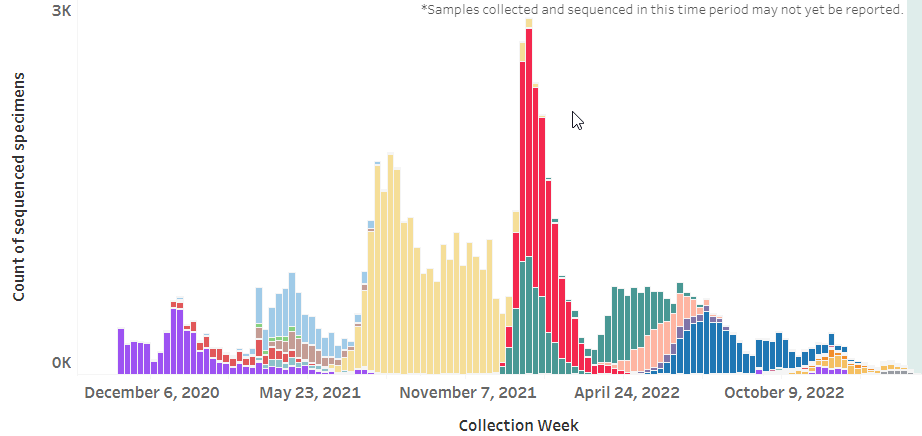 *Samples collected and sequenced in this time period may not yet be reported.
3K
Count of sequenced specimens
0K
December 6, 2020 May 23, 2021 November 7, 2021 April 24, 2022 October 9, 2022
Collection Week